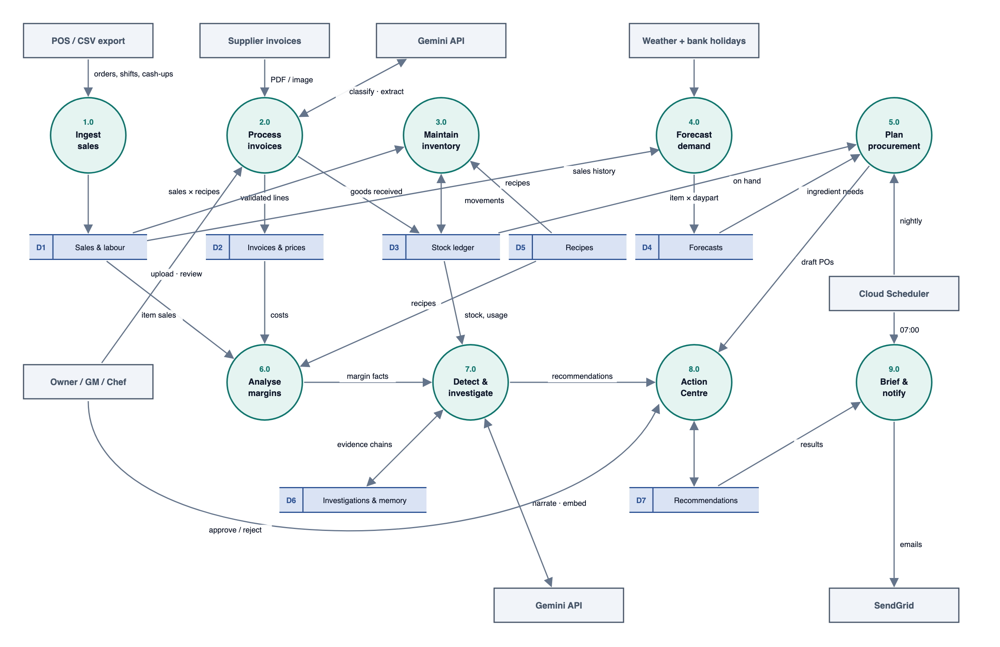 POS / CSV export
Supplier invoices
Gemini API
Weather + bank holidays
orders, shifts, cash-ups
PDF / image
classify · extract
1.0
Ingest
sales
2.0
Process
invoices
3.0
Maintain
inventory
4.0
Forecast
demand
5.0
Plan
procurement
sales history
on hand
recipes
sales × recipes
validated lines
goods received
movements
item × daypart
ingredient needs
nightly
D1
Sales & labour
D2
Invoices & prices
D3
Stock ledger
D5
Recipes
D4
Forecasts
draft POs
upload · review
Cloud Scheduler
recipes
item sales
costs
stock, usage
07:00
Owner / GM / Chef
6.0
Analyse
margins
margin facts
7.0
Detect &
investigate
recommendations
8.0
Action
Centre
9.0
Brief &
notify
evidence chains
results
D6
Investigations & memory
narrate · embed
D7
Recommendations
approve / reject
emails
Gemini API
SendGrid